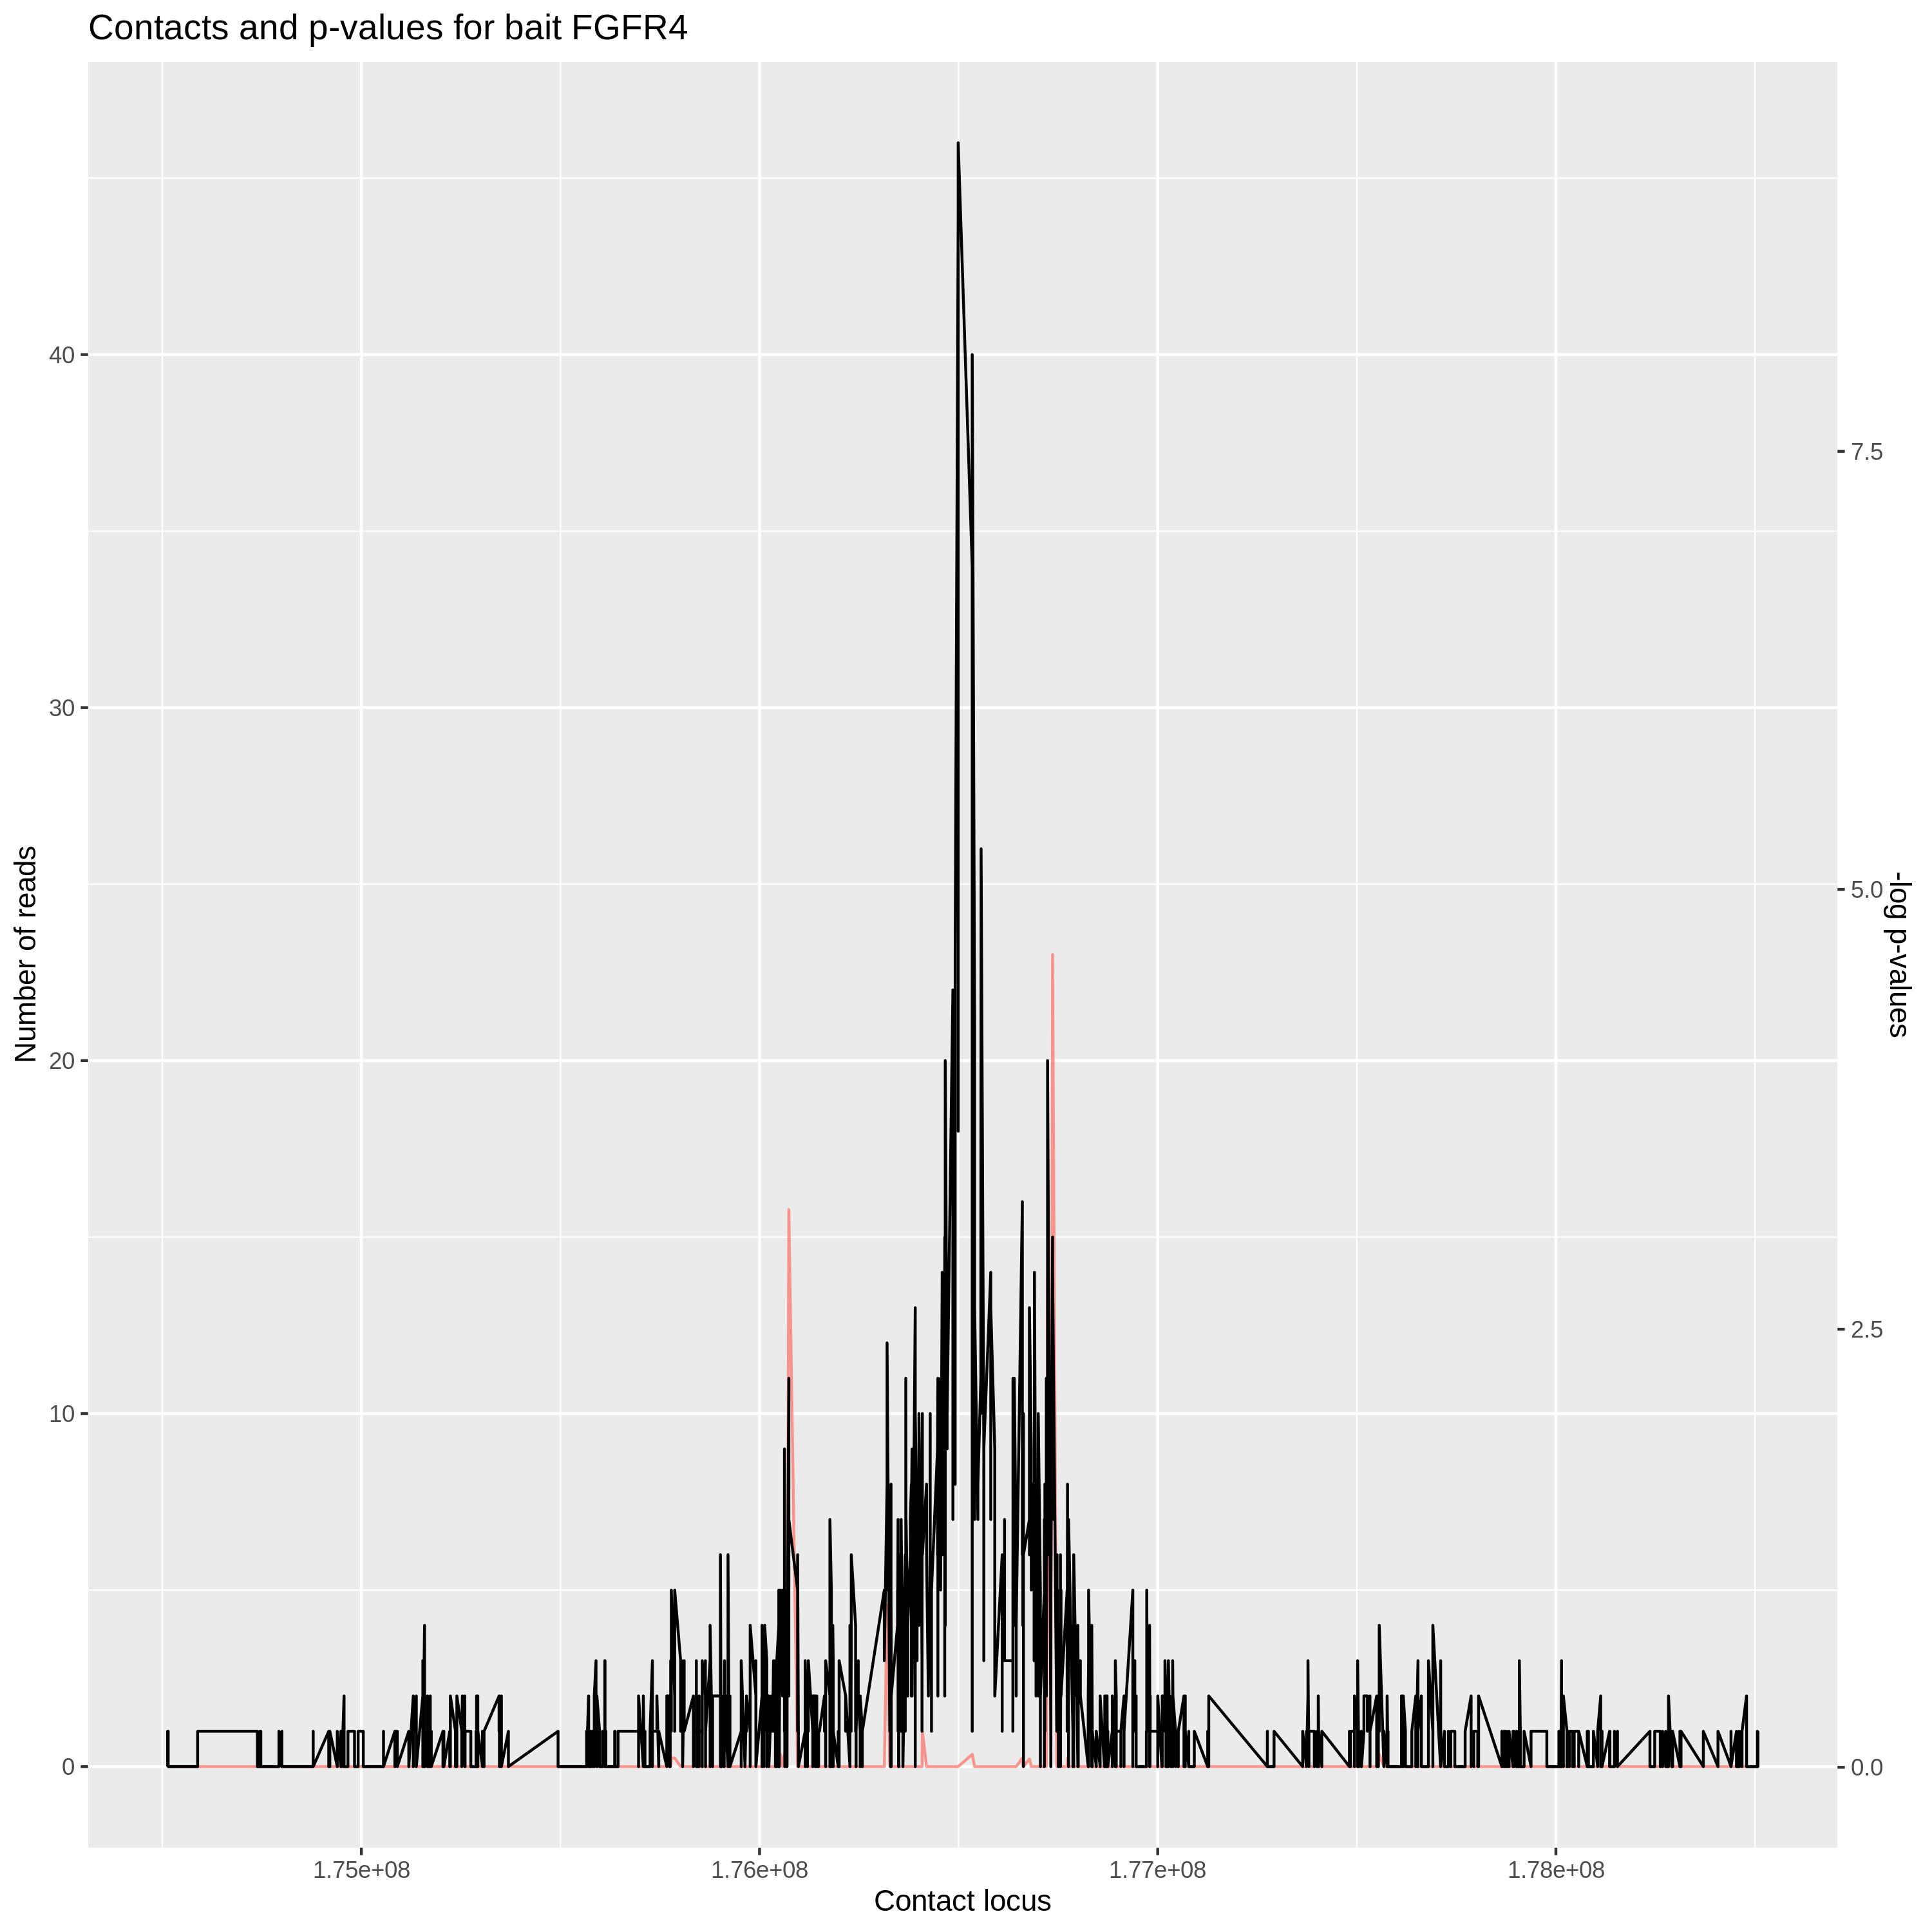 Contacts and p-values for bait FGFR4
Number of reads
40
30
20
10
0
7.5
5.0
2.5
0.0
-log p-values
1.75e+08
1.76e+08
1.77e+08
1.78e+08
Contact locus